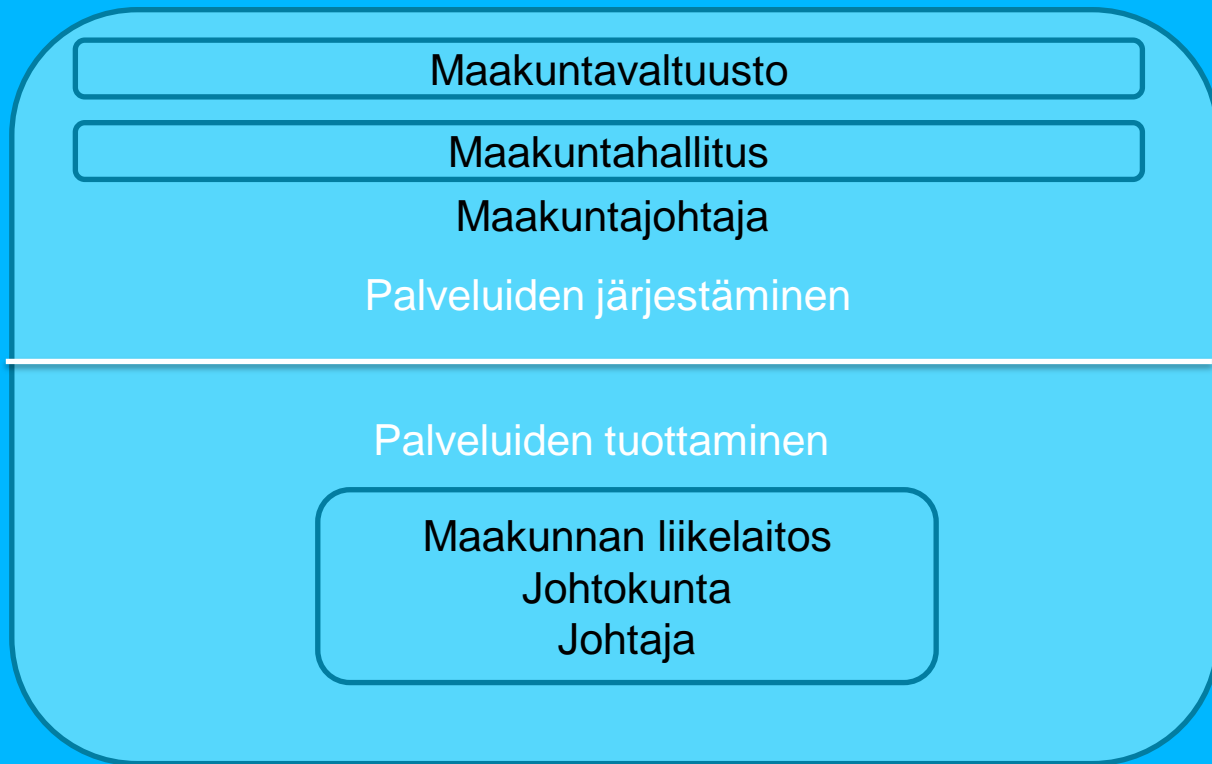 Maakuntavaltuusto
Maakuntahallitus
Maakuntajohtaja
Palveluiden järjestäminen
Palveluiden tuottaminen
Maakunnan liikelaitos
Johtokunta
Johtaja